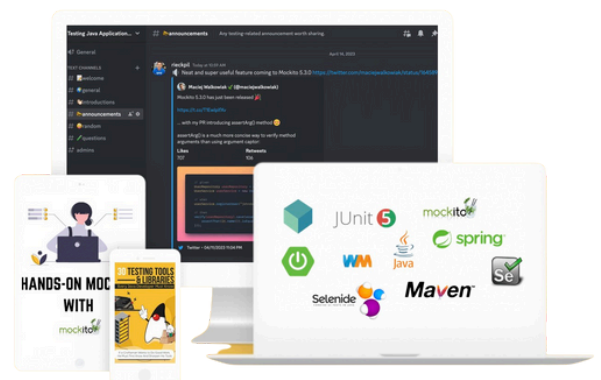 Testing Java Application...
announcements
Any testing-related announcement worth sharing.
General
TEXT CHANNELS
welcome
general
introductions
announcements
random
questions
admins
April 10, 2023
rieckpil
Neat and super useful feature coming to Mockito 5.3.0
Maciej Walkowiak (@maciejwalkowiak)
Mockito 5.3.0 has just been released
... with my PR introducing assertArg() method
assertArg() is a much more concise way to verify method
arguments than using argument captor:
Likes
Retweets
HANDS-ON MOC
WITH
mockito
30 TESTING TOOLS
& LIBRARIES
JUnit 5
mockito
spring
WM
Java
Se
Selenide
Maven